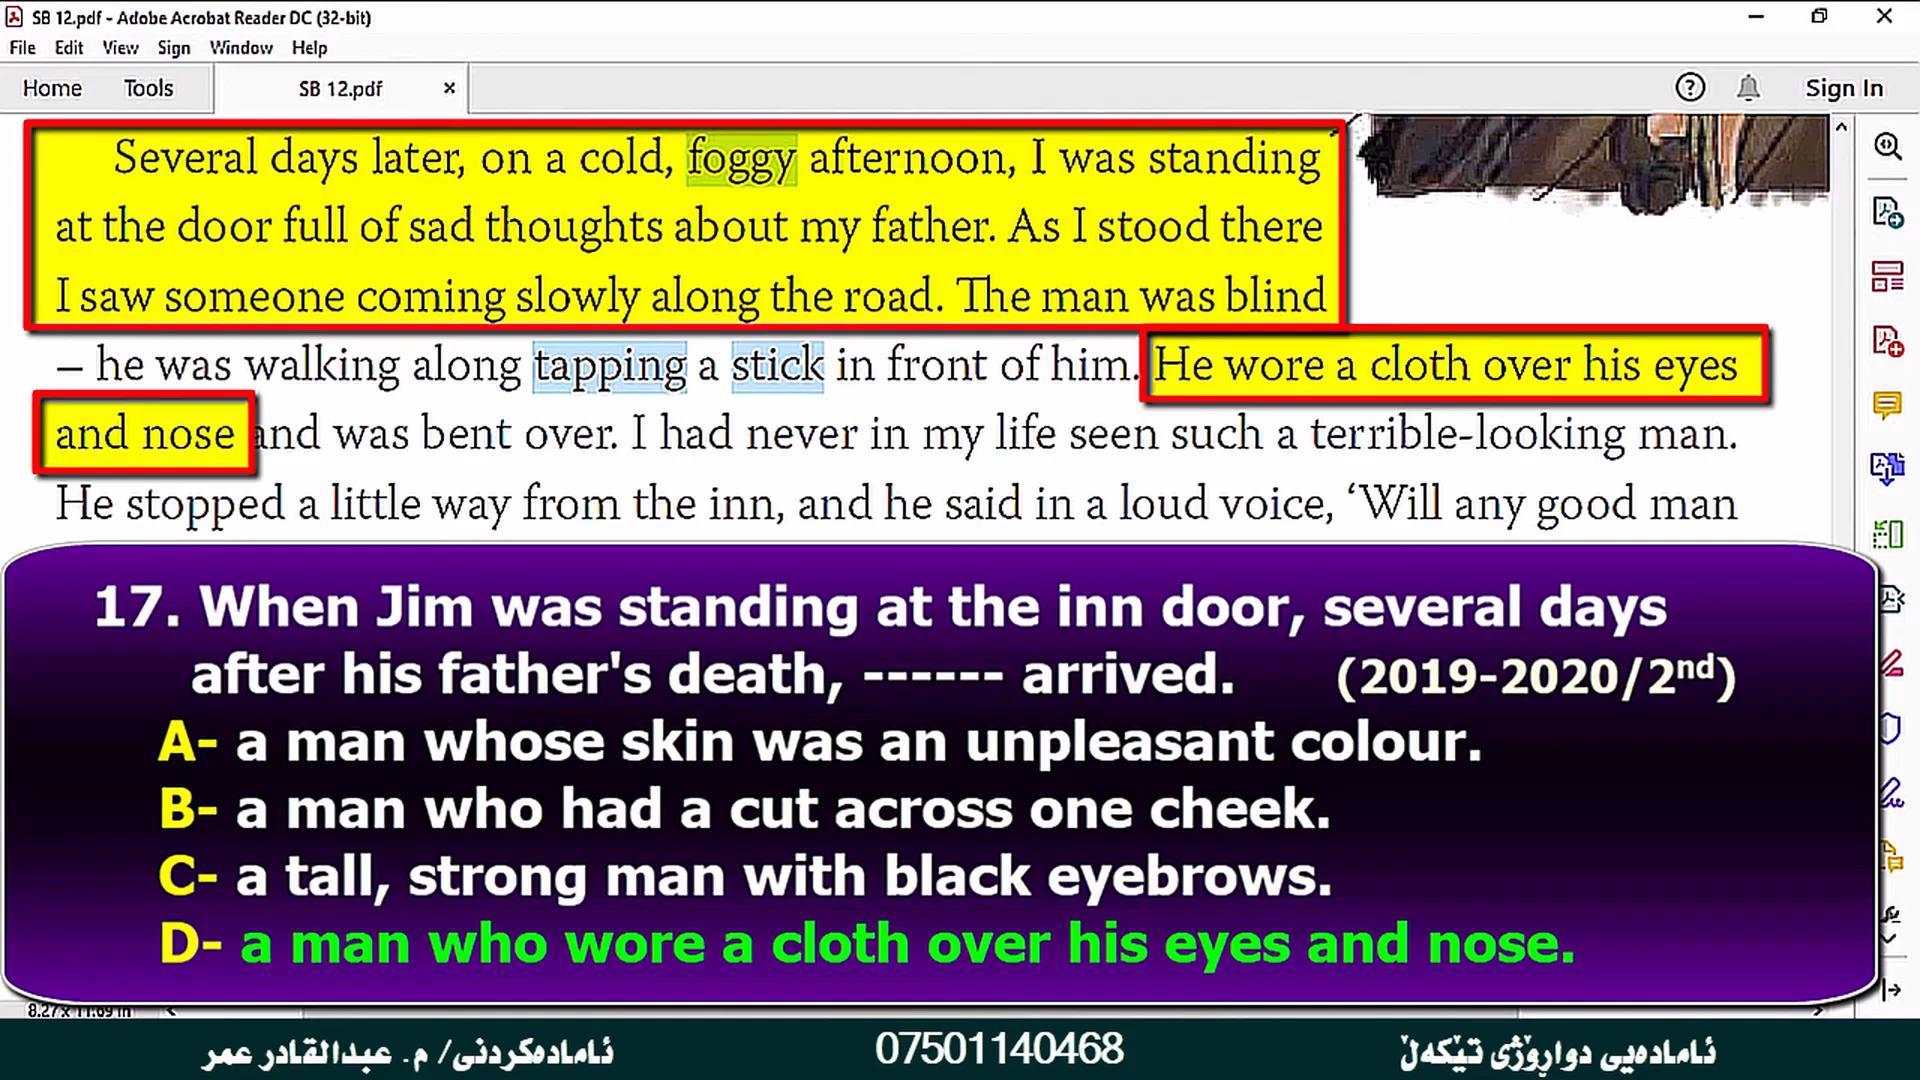 SB 12.pdf - Adobe Acrobat Reader DC (32-bit)
File Edit View Sign Window Help
Home Tools SB 12.pdf × Sign In
Several days later, on a cold, foggy afternoon, I was standing
at the door full of sad thoughts about my father. As I stood there
I saw someone coming slowly along the road. The man was blind
– he was walking along tapping a stick in front of him. He wore a cloth over his eyes
and nose and was bent over. I had never in my life seen such a terrible-looking man.
He stopped a little way from the inn, and he said in a loud voice, ‘Will any good man
17. When Jim was standing at the inn door, several days
after his father's death, ------ arrived. (2019-2020/2nd)
A- a man whose skin was an unpleasant colour.
B- a man who had a cut across one cheek.
C- a tall, strong man with black eyebrows.
D- a man who wore a cloth over his eyes and nose.
8.27 x 11.69 in
ئامادەکردنی/ م. عبدالقادر عمر 07501140468 ئامادەیی دواڕۆژی تێکەڵ